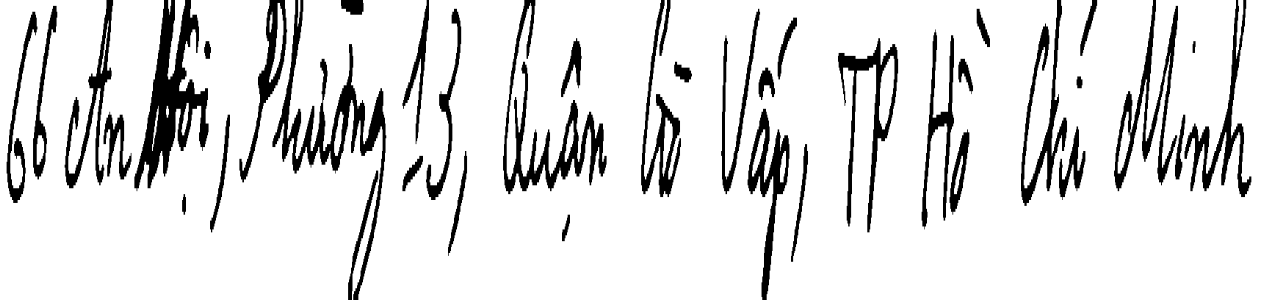 66 An Hội, Phường 13, Quận Gò Vấp, TP Hồ Chí Minh